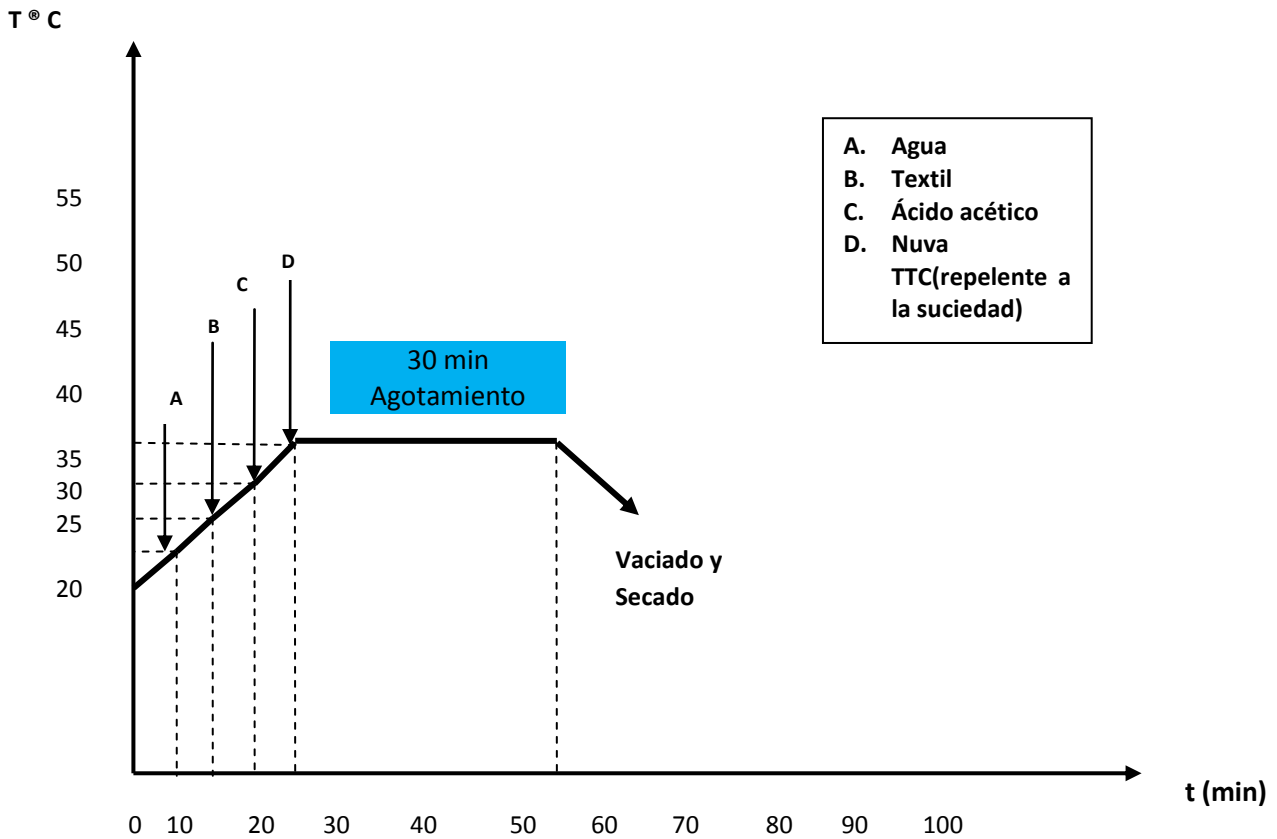 T ® C
A. Agua
B. Textil
C. Ácido acético
D. Nuva
TTC(repelente a
la suciedad)
55
50
45
40
35
30
25
20
A
B
C
D
30 min
Agotamiento
Vaciado y
Secado
t (min)
0 10 20 30 40 50 60 70 80 90 100